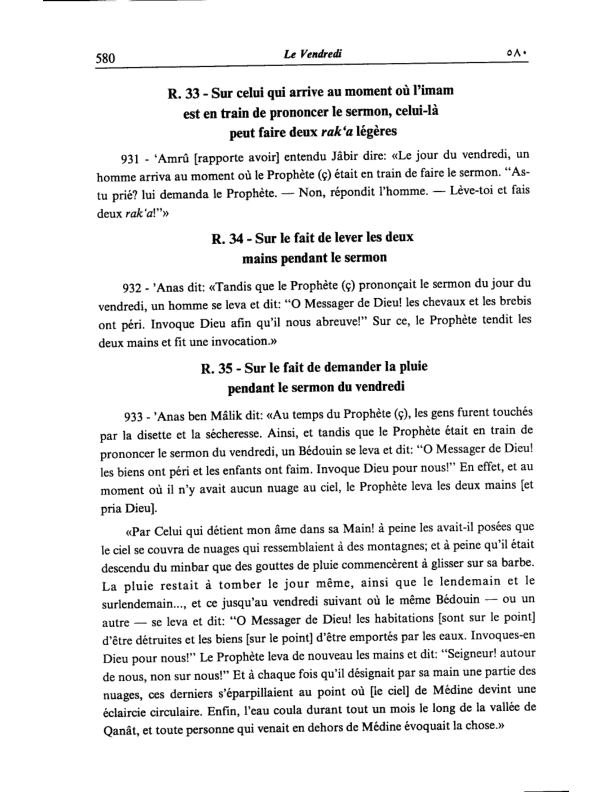 580 Le Vendredi ٥٨٠
R. 33 - Sur celui qui arrive au moment où l'imam
est en train de prononcer le sermon, celui-là
peut faire deux rak‘a légères
931 - ‘Amrû [rapporte avoir] entendu Jâbir dire: «Le jour du vendredi, un
homme arriva au moment où le Prophète (ç) était en train de faire le sermon. “As-
tu prié? lui demanda le Prophète. — Non, répondit l'homme. — Lève-toi et fais
deux rak‘a!”»
R. 34 - Sur le fait de lever les deux
mains pendant le sermon
932 - ’Anas dit: «Tandis que le Prophète (ç) prononçait le sermon du jour du
vendredi, un homme se leva et dit: “O Messager de Dieu! les chevaux et les brebis
ont péri. Invoque Dieu afin qu'il nous abreuve!” Sur ce, le Prophète tendit les
deux mains et fit une invocation.»
R. 35 - Sur le fait de demander la pluie
pendant le sermon du vendredi
933 - ’Anas ben Mâlik dit: «Au temps du Prophète (ç), les gens furent touchés
par la disette et la sécheresse. Ainsi, et tandis que le Prophète était en train de
prononcer le sermon du vendredi, un Bédouin se leva et dit: “O Messager de Dieu!
les biens ont péri et les enfants ont faim. Invoque Dieu pour nous!” En effet, et au
moment où il n'y avait aucun nuage au ciel, le Prophète leva les deux mains [et
pria Dieu].
«Par Celui qui détient mon âme dans sa Main! à peine les avait-il posées que
le ciel se couvra de nuages qui ressemblaient à des montagnes; et à peine qu'il était
descendu du minbar que des gouttes de pluie commencèrent à glisser sur sa barbe.
La pluie restait à tomber le jour même, ainsi que le lendemain et le
surlendemain..., et ce jusqu'au vendredi suivant où le même Bédouin — ou un
autre — se leva et dit: “O Messager de Dieu! les habitations [sont sur le point]
d'être détruites et les biens [sur le point] d'être emportés par les eaux. Invoques-en
Dieu pour nous!” Le Prophète leva de nouveau les mains et dit: “Seigneur! autour
de nous, non sur nous!” Et à chaque fois qu'il désignait par sa main une partie des
nuages, ces derniers s'éparpillaient au point où [le ciel] de Médine devint une
éclaircie circulaire. Enfin, l'eau coula durant tout un mois le long de la vallée de
Qanât, et toute personne qui venait en dehors de Médine évoquait la chose.»